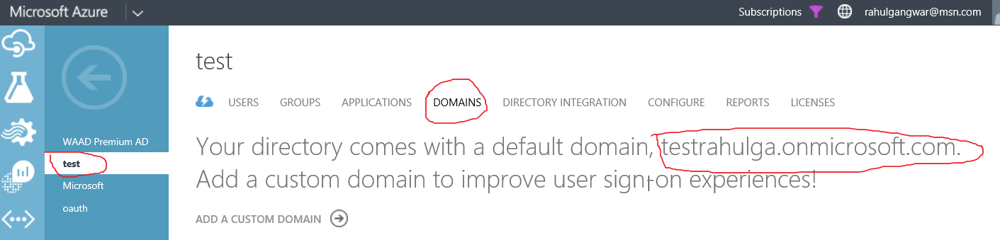 Microsoft Azure
Subscriptions
rahulgangwar@msn.com
WAAD Premium AD
test
Microsoft
oauth
test
USERS GROUPS APPLICATIONS DOMAINS DIRECTORY INTEGRATION CONFIGURE REPORTS LICENSES
Your directory comes with a default domain, testrahulga.onmicrosoft.com.
Add a custom domain to improve user sign-on experiences!
ADD A CUSTOM DOMAIN